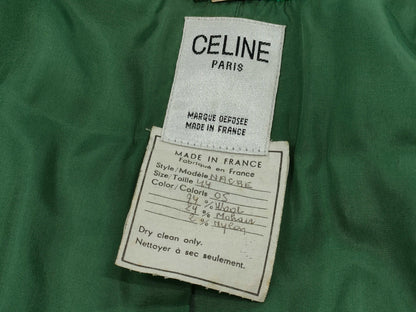 CELINE
PARIS
MARQUE DEPOSEE
MADE IN FRANCE
MADE IN FRANCE
Fabriqué en France
Style/Modèle NACRE
Size/Taille 44
Color/Coloris 05
74 % Wool
24 % Mohair
2 % Nylon
Dry clean only.
Nettoyer à sec seulement.